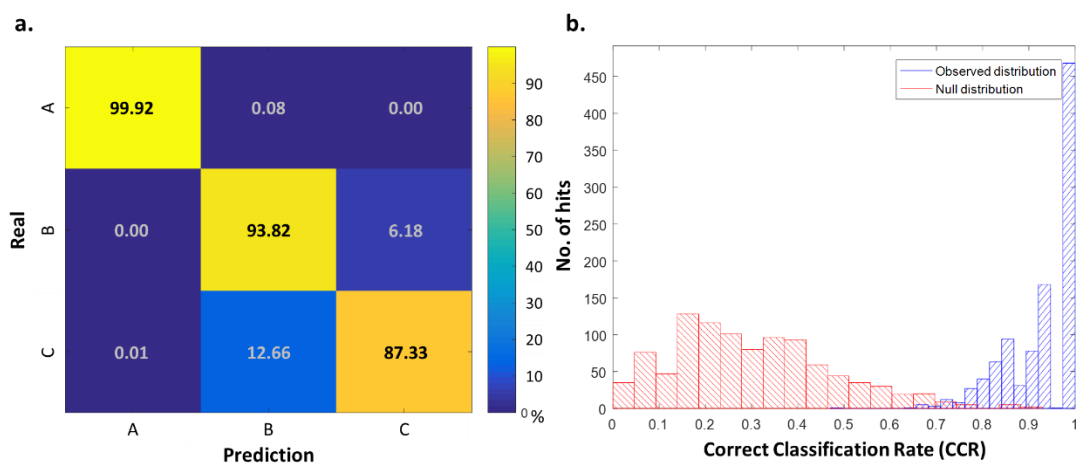 a.
99.92 0.08 0.00
0.00 93.82 6.18
0.01 12.66 87.33
A
B
C
Real
A B C
Prediction
90
80
70
60
50
40
30
20
10
%
b.
Observed distribution
Null distribution
450
400
350
300
250
200
150
100
50
0
No. of hits
0 0.1 0.2 0.3 0.4 0.5 0.6 0.7 0.8 0.9 1
Correct Classification Rate (CCR)